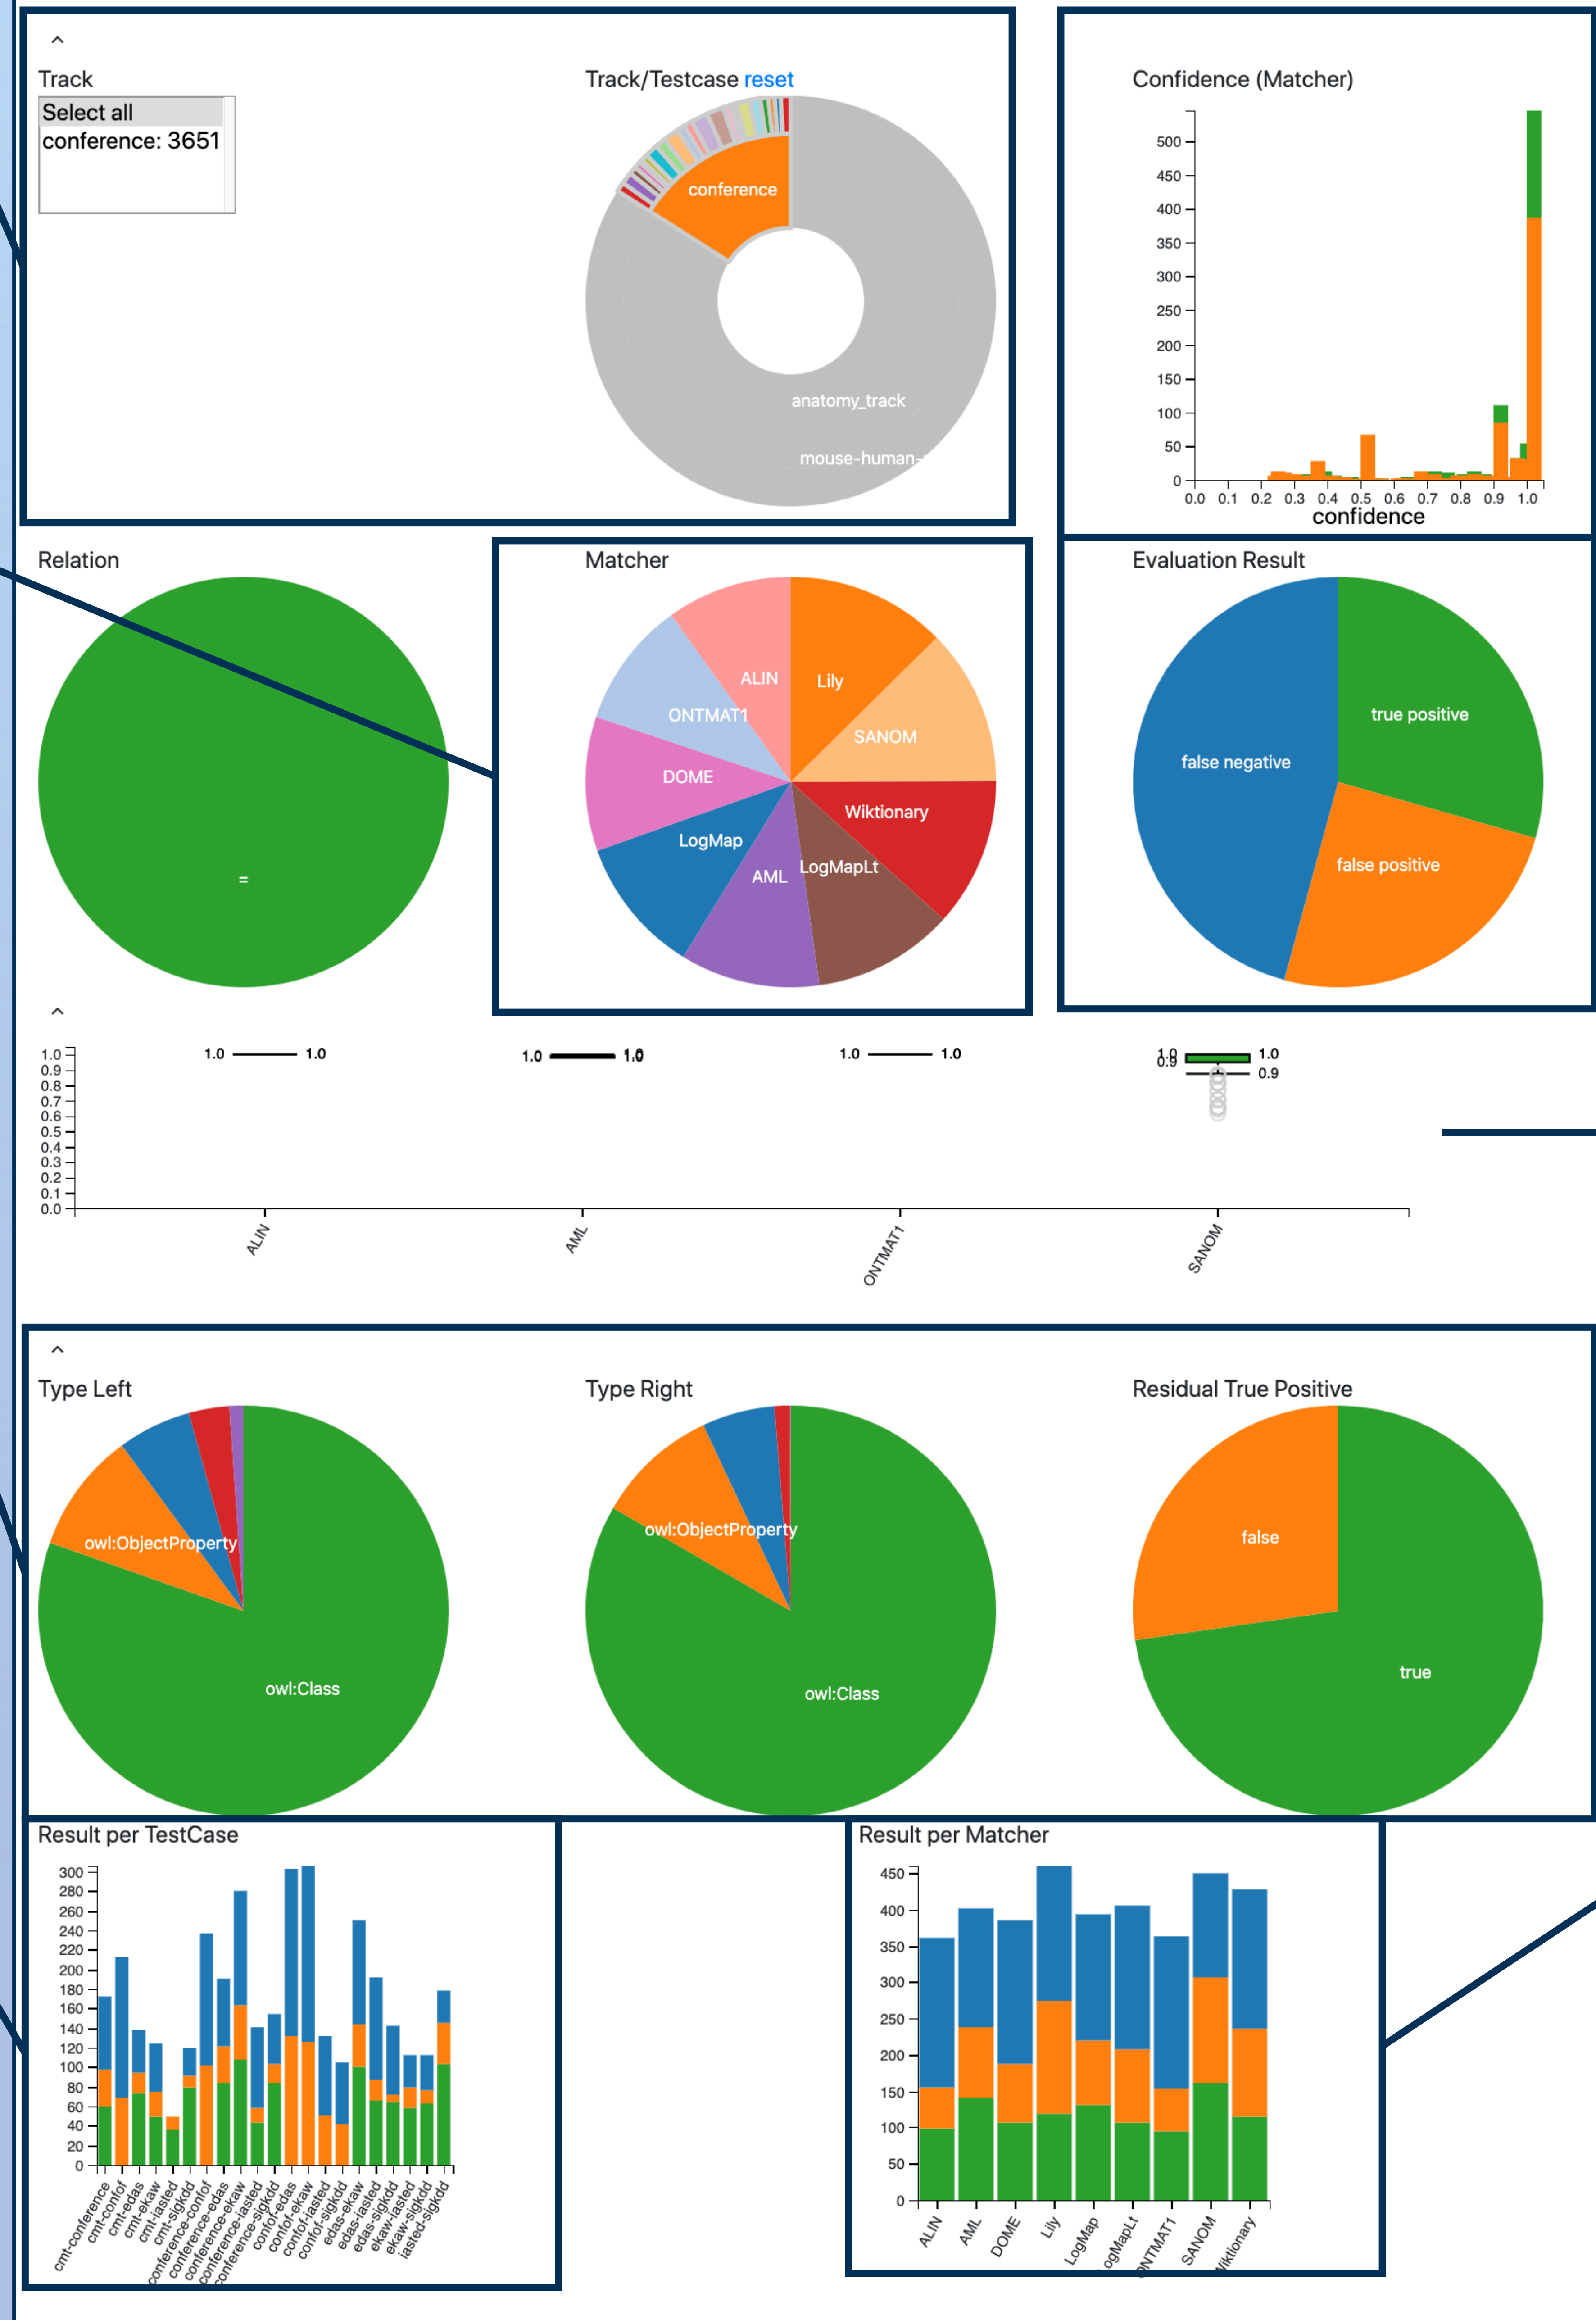 Track
Select all
conference: 3651
Track/Testcase reset
conference
anatomy_track
mouse-human-
Confidence (Matcher)
500
450
400
350
300
250
200
150
100
50
0
0.0 0.1 0.2 0.3 0.4 0.5 0.6 0.7 0.8 0.9 1.0
confidence
Relation
=
Matcher
ALIN
Lily
ONTMAT1
SANOM
DOME
Wiktionary
LogMap
LogMapLt
AML
Evaluation Result
true positive
false negative
false positive
1.0
0.9
0.8
0.7
0.6
0.5
0.4
0.3
0.2
0.1
0.0
1.0 1.0
1.0 1.0
1.0 1.0
1.0 1.0
0.9 0.9
ALIN
AML
ONTMAT1
SANOM
Type Left
owl:ObjectProperty
owl:Class
Type Right
owl:ObjectProperty
owl:Class
Residual True Positive
false
true
Result per TestCase
300
280
260
240
220
200
180
160
140
120
100
80
60
40
20
0
cmt-conference
cmt-confof
cmt-edas
cmt-ekaw
cmt-iasted
cmt-sigkdd
conference-confof
conference-edas
conference-ekaw
conference-iasted
conference-sigkdd
confof-edas
confof-ekaw
confof-iasted
confof-sigkdd
edas-ekaw
edas-iasted
edas-sigkdd
ekaw-iasted
ekaw-sigkdd
iasted-sigkdd
Result per Matcher
450
400
350
300
250
200
150
100
50
0
ALIN
AML
DOME
Lily
LogMap
LogMapLt
ONTMAT1
SANOM
Wiktionary